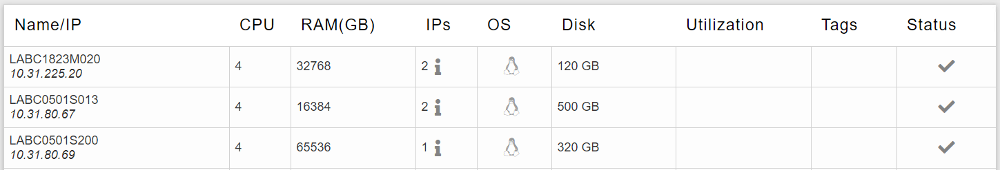 Name/IP CPU RAM(GB) IPs OS Disk Utilization Tags Status
LABC1823M020
10.31.225.20
4 32768 2 120 GB
LABC0501S013
10.31.80.67
4 16384 2 500 GB
LABC0501S200
10.31.80.69
4 65536 1 320 GB